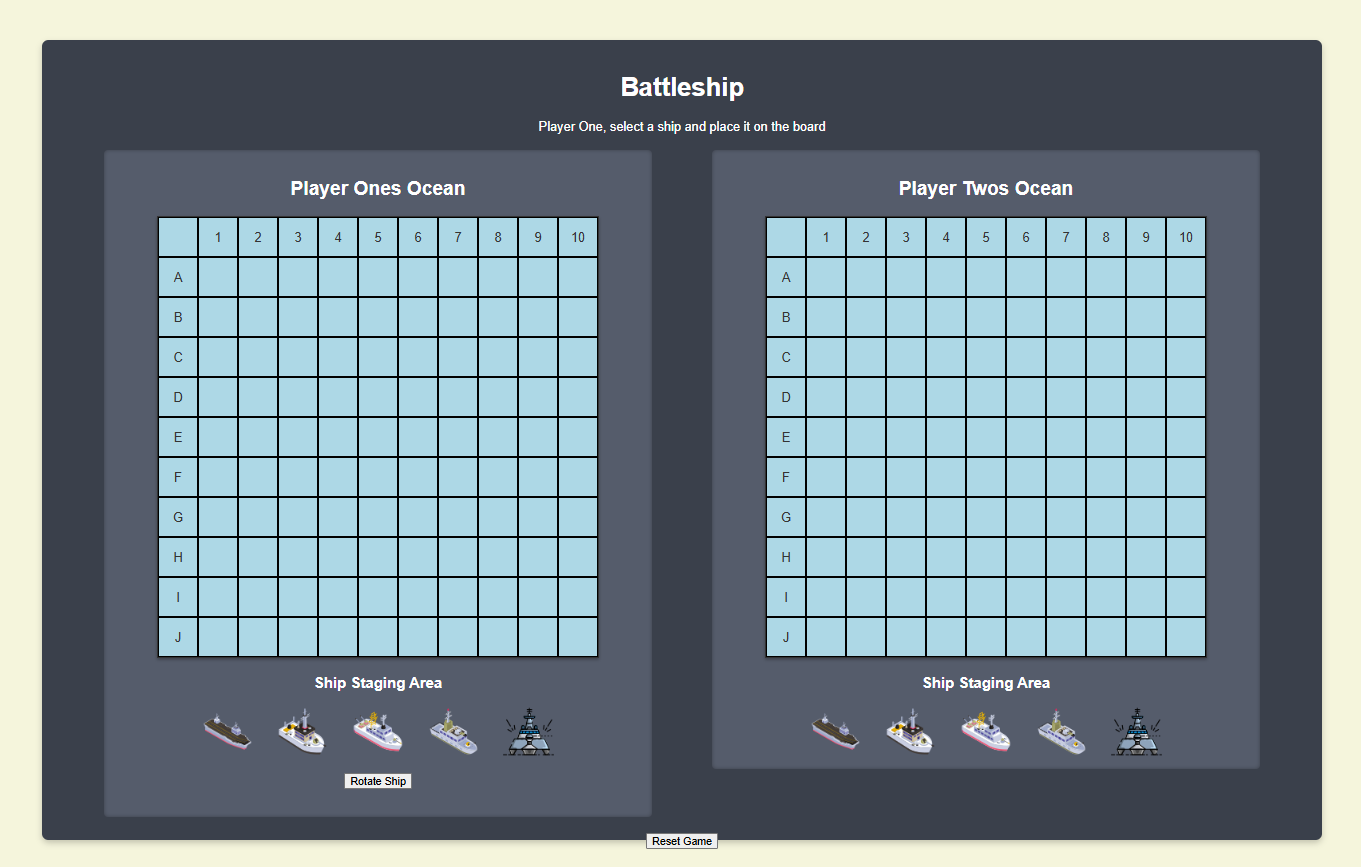 Battleship
Player One, select a ship and place it on the board
Player Ones Ocean
1 2 3 4 5 6 7 8 9 10
A
B
C
D
E
F
G
H
I
J
Ship Staging Area
Rotate Ship
Player Twos Ocean
1 2 3 4 5 6 7 8 9 10
A
B
C
D
E
F
G
H
I
J
Ship Staging Area
Reset Game